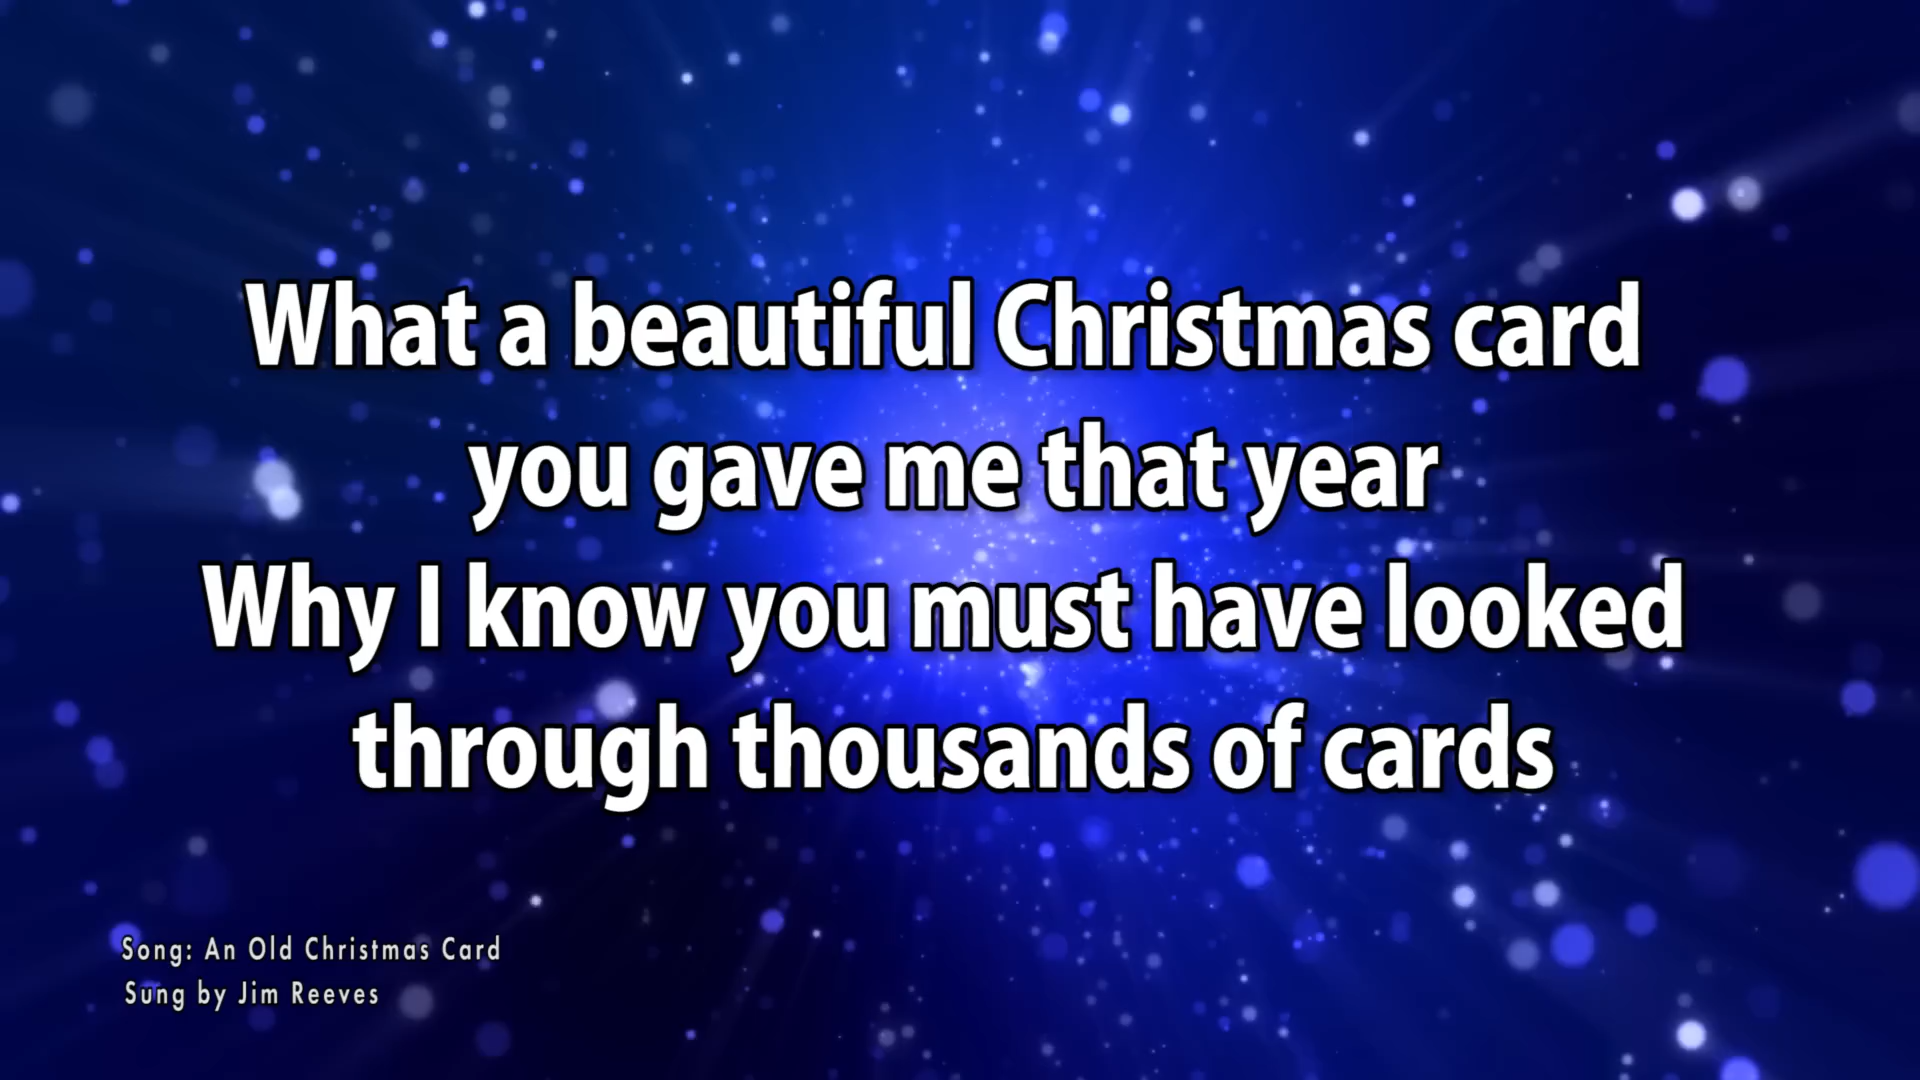 What a beautiful Christmas card
you gave me that year
Why I know you must have looked
through thousands of cards
Song: An Old Christmas Card
Sung by Jim Reeves